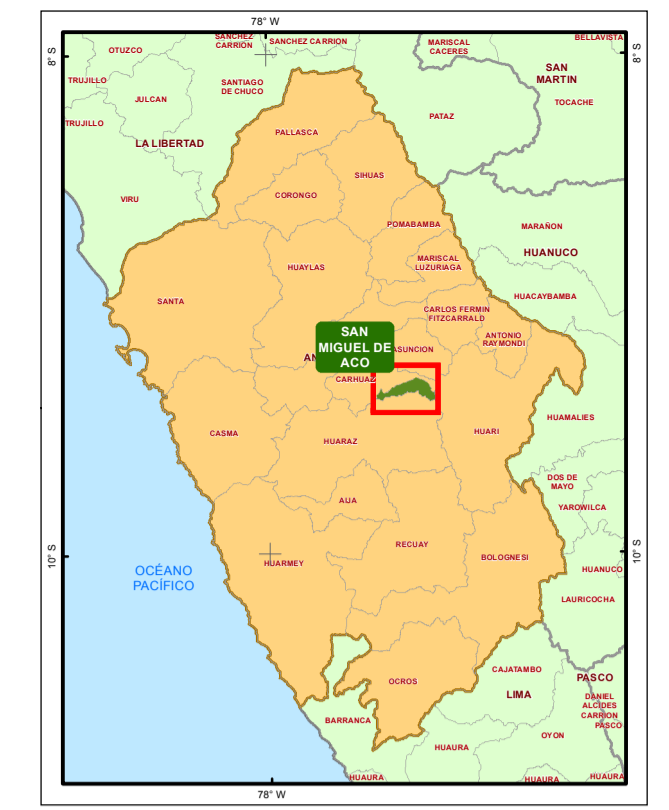 78° W
SANCHEZ
CARRIÓN
SANCHEZ CARRION
BELLAVISTA
OTUZCO
MARISCAL
CACERES
8° S
8° S
SAN
MARTIN
TRUJILLO
SANTIAGO
DE CHUCO
JULCAN
TOCACHE
TRUJILLO
PATAZ
PALLASCA
LA LIBERTAD
SIHUAS
CORONGO
VIRU
POMABAMBA
MARAÑON
HUANUCO
MARISCAL
LUZURIAGA
HUAYLAS
SANTA
HUACAYBAMBA
CARLOS FERMIN
FITZCARRALD
ANTONIO
RAYMONDI
SAN
MIGUEL DE
ACO
AN
ASUNCION
CARHUAZ
HUAMALIES
CASMA
HUARAZ
HUARI
DOS DE
MAYO
AIJA
YAROWILCA
RECUAY
10° S
10° S
BOLOGNESI
HUARMEY
OCÉANO
PACÍFICO
HUANUCO
LAURICOCHA
CAJATAMBO
OCROS
PASCO
LIMA
DANIEL
ALCIDES
CARRION
PASCO
BARRANCA
OYON
HUAURA
HUAURA
HUAURA
HUAURA
78° W